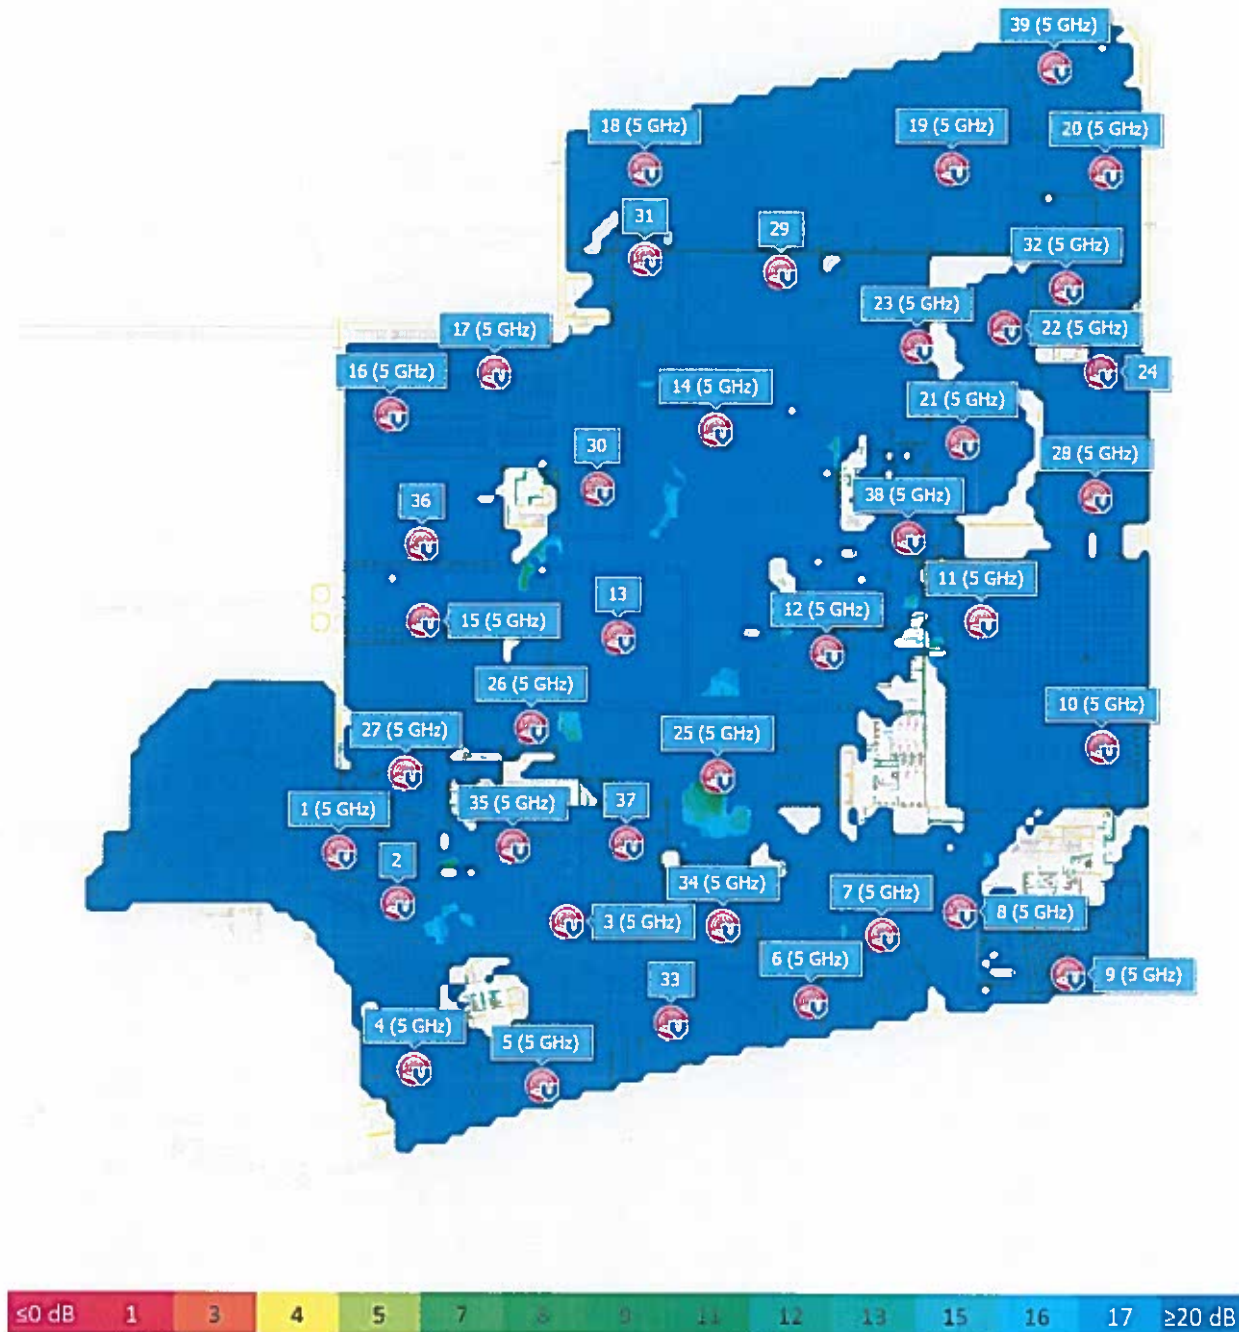 39 (5 GHz)
18 (5 GHz)
19 (5 GHz)
20 (5 GHz)
31
29
32 (5 GHz)
23 (5 GHz)
22 (5 GHz)
17 (5 GHz)
16 (5 GHz)
14 (5 GHz)
24
21 (5 GHz)
30
28 (5 GHz)
36
38 (5 GHz)
11 (5 GHz)
13
12 (5 GHz)
15 (5 GHz)
26 (5 GHz)
10 (5 GHz)
27 (5 GHz)
25 (5 GHz)
1 (5 GHz)
35 (5 GHz)
37
2
34 (5 GHz)
7 (5 GHz)
3 (5 GHz)
8 (5 GHz)
6 (5 GHz)
9 (5 GHz)
33
4 (5 GHz)
5 (5 GHz)
≤0 dB 1 3 4 5 7 8 9 11 12 13 15 16 17 ≥20 dB